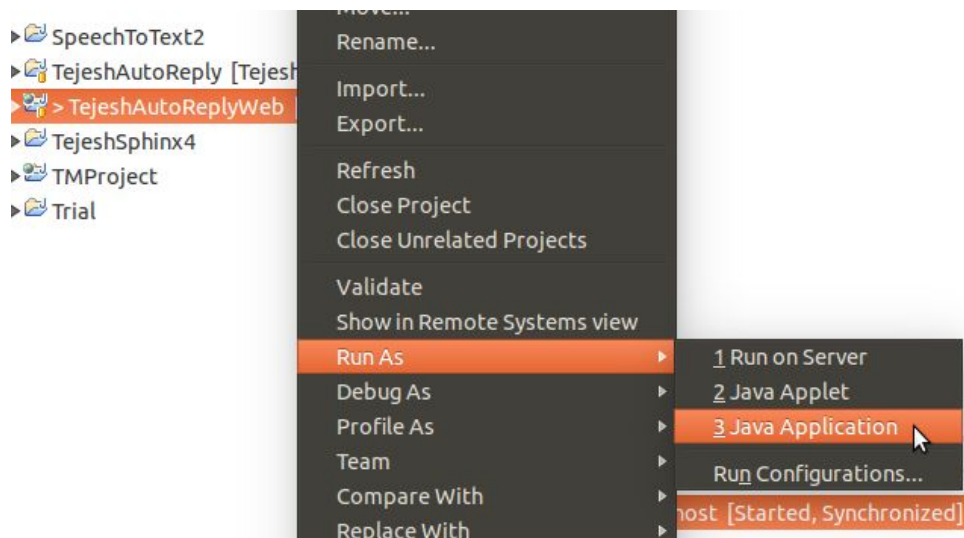 SpeechToText2
TejeshAutoReply [Tejesh
> TejeshAutoReplyWeb [
TejeshSphinx4
TMProject
Trial
Move...
Rename...
Import...
Export...
Refresh
Close Project
Close Unrelated Projects
Validate
Show in Remote Systems view
Run As
Debug As
Profile As
Team
Compare With
Replace With
1 Run on Server
2 Java Applet
3 Java Application
Run Configurations...
host [Started, Synchronized]